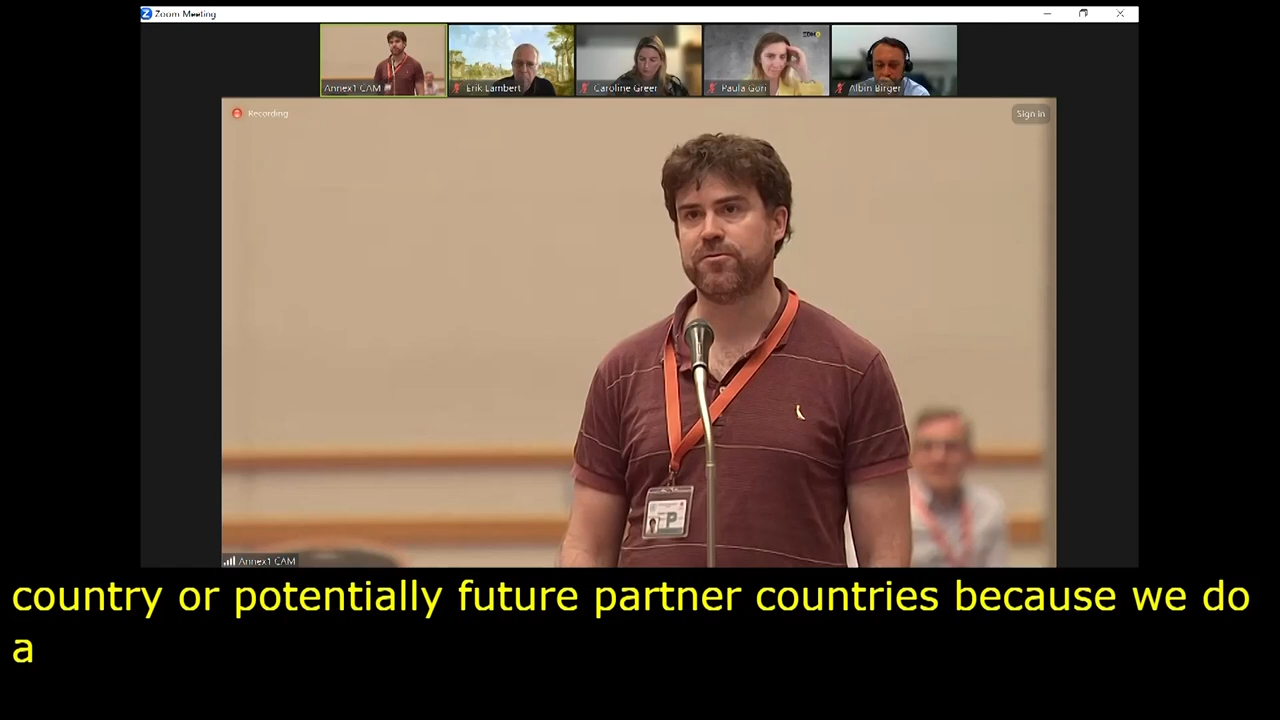 Zoom Meeting
EDMO
Annex1 CAM
Erik Lambert
Caroline Greer
Paula Gori
Albin Birger
Recording
Sign in
P
Annex1 CAM
country or potentially future partner countries because we do
a